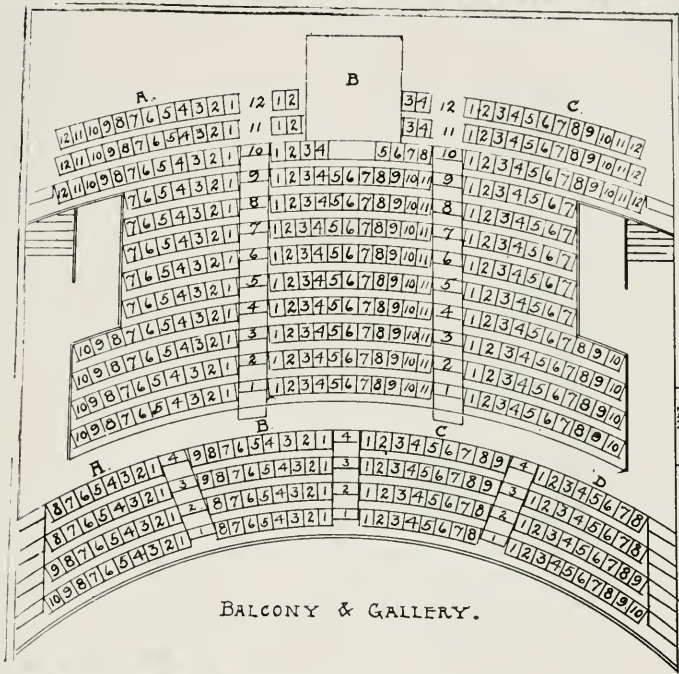 B
A. C
12 11 10 9 8 7 6 5 4 3 2 1 12 1 2 3 4 12 1 2 3 4 5 6 7 8 9 10 11 12
12 11 10 9 8 7 6 5 4 3 2 1 11 1 2 3 4 11 1 2 3 4 5 6 7 8 9 10 11 12
12 11 10 9 8 7 6 5 4 3 2 1 10 1 2 3 4 5 6 7 8 10 1 2 3 4 5 6 7 8 9 10 11 12
7 6 5 4 3 2 1 9 1 2 3 4 5 6 7 8 9 10 11 9 1 2 3 4 5 6 7
7 6 5 4 3 2 1 8 1 2 3 4 5 6 7 8 9 10 11 8 1 2 3 4 5 6 7
7 6 5 4 3 2 1 7 1 2 3 4 5 6 7 8 9 10 11 7 1 2 3 4 5 6 7
7 6 5 4 3 2 1 6 1 2 3 4 5 6 7 8 9 10 11 6 1 2 3 4 5 6 7
7 6 5 4 3 2 1 5 1 2 3 4 5 6 7 8 9 10 11 5 1 2 3 4 5 6 7
10 9 8 7 6 5 4 3 2 1 4 1 2 3 4 5 6 7 8 9 10 11 4 1 2 3 4 5 6 7 8 9 10
10 9 8 7 6 5 4 3 2 1 3 1 2 3 4 5 6 7 8 9 10 11 3 1 2 3 4 5 6 7 8 9 10
10 9 8 7 6 5 4 3 2 1 2 1 2 3 4 5 6 7 8 9 10 11 2 1 2 3 4 5 6 7 8 9 10
10 9 8 7 6 5 4 3 2 1 1 1 2 3 4 5 6 7 8 9 10 11 1 2 3 4 5 6 7 8 9 10
A B C D
8 7 6 5 4 3 2 1 4 9 8 7 6 5 4 3 2 1 4 1 2 3 4 5 6 7 8 9 4 1 2 3 4 5 6 7 8
8 7 6 5 4 3 2 1 3 9 8 7 6 5 4 3 2 1 3 1 2 3 4 5 6 7 8 9 3 1 2 3 4 5 6 7 8
9 8 7 6 5 4 3 2 1 2 8 7 6 5 4 3 2 1 2 1 2 3 4 5 6 7 8 2 1 2 3 4 5 6 7 8 9
10 9 8 7 6 5 4 3 2 1 1 8 7 6 5 4 3 2 1 1 1 2 3 4 5 6 7 8 1 1 2 3 4 5 6 7 8 9 10
BALCONY & GALLERY.